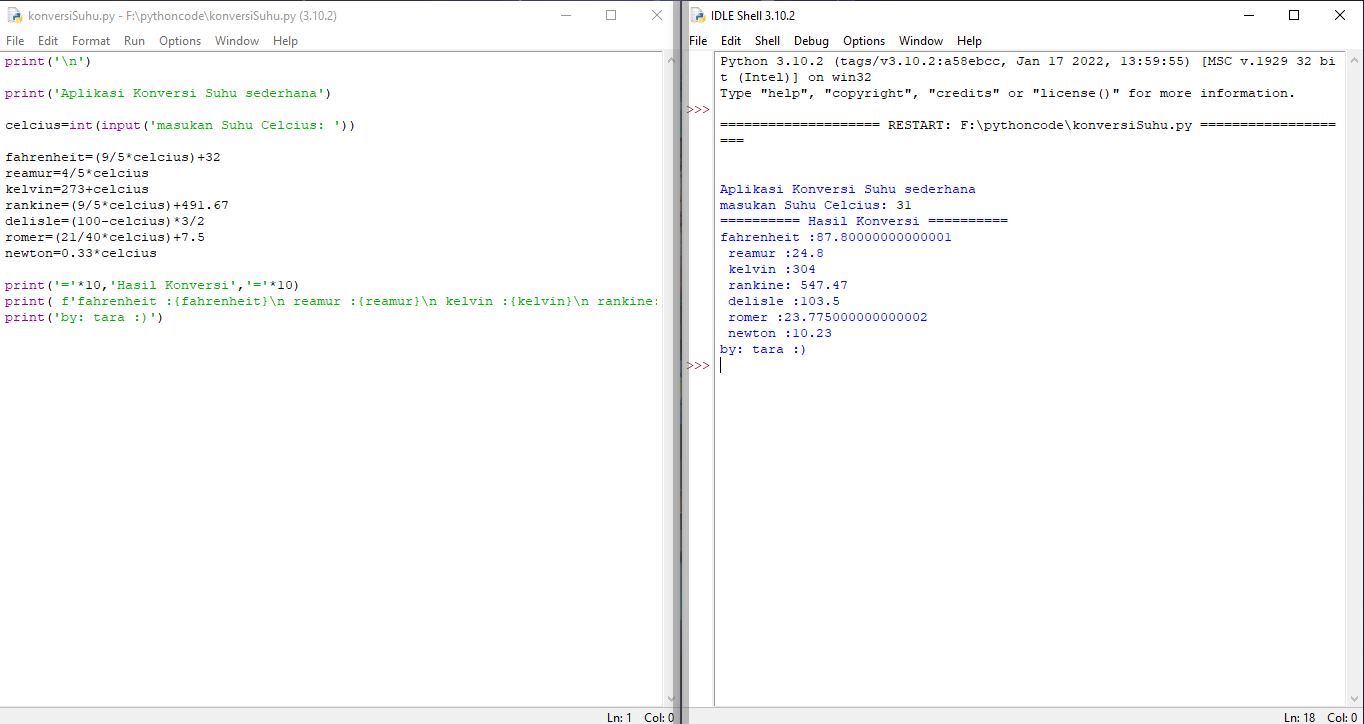 konversiSuhu.py - F:\pythoncode\konversiSuhu.py (3.10.2)
File Edit Format Run Options Window Help
print('\n')
print('Aplikasi Konversi Suhu sederhana')
celcius=int(input('masukan Suhu Celcius: '))
fahrenheit=(9/5*celcius)+32
reamur=4/5*celcius
kelvin=273+celcius
rankine=(9/5*celcius)+491.67
delisle=(100-celcius)*3/2
romer=(21/40*celcius)+7.5
newton=0.33*celcius
print('='*10,'Hasil Konversi','='*10)
print( f'fahrenheit :{fahrenheit}\n reamur :{reamur}\n kelvin :{kelvin}\n rankine:
print('by: tara :)')
Ln: 1 Col: 0
IDLE Shell 3.10.2
File Edit Shell Debug Options Window Help
Python 3.10.2 (tags/v3.10.2:a58ebcc, Jan 17 2022, 13:59:55) [MSC v.1929 32 bi
t (Intel)] on win32
Type "help", "copyright", "credits" or "license()" for more information.
>>>
==================== RESTART: F:\pythoncode\konversiSuhu.py =================
===
Aplikasi Konversi Suhu sederhana
masukan Suhu Celcius: 31
========== Hasil Konversi ==========
fahrenheit :87.80000000000001
reamur :24.8
kelvin :304
rankine: 547.47
delisle :103.5
romer :23.775000000000002
newton :10.23
by: tara :)
>>>
Ln: 18 Col: 0